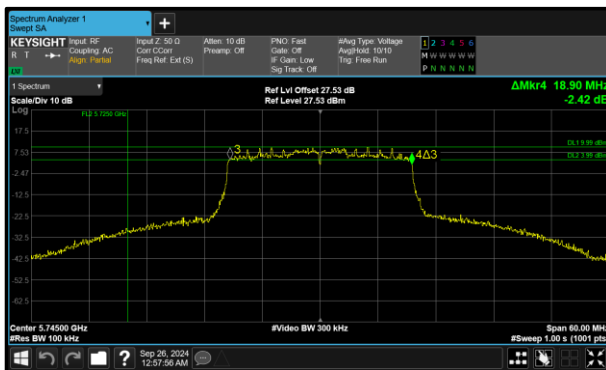 Spectrum Analyzer 1
Swept SA
KEYSIGHT
R T
Input: RF
Coupling: AC
Align: Partial
Input Z: 50 Ω
Corr CCorr
Freq Ref: Ext (S)
Atten: 10 dB
Preamp: Off
PNO: Fast
Gate: Off
IF Gain: Low
Sig Track: Off
#Avg Type: Voltage
Avg|Hold: 10/10
Trig: Free Run
1 2 3 4 5 6
M W W W W W
P N N N N N
1 Spectrum
Scale/Div 10 dB
Ref Lvl Offset 27.53 dB
Ref Level 27.53 dBm
ΔMkr4 18.90 MHz
-2.42 dB
Log
FL2 5.7250 GHz
17.5
7.53
-2.47
-12.5
-22.5
-32.5
-42.5
-52.5
-62.5
3
4Δ3
DL1 9.99 dBm
DL2 3.99 dBm
Center 5.74500 GHz
#Res BW 100 kHz
#Video BW 300 kHz
Span 60.00 MHz
#Sweep 1.00 s (1001 pts)
?
Sep 26, 2024
12:57:56 AM